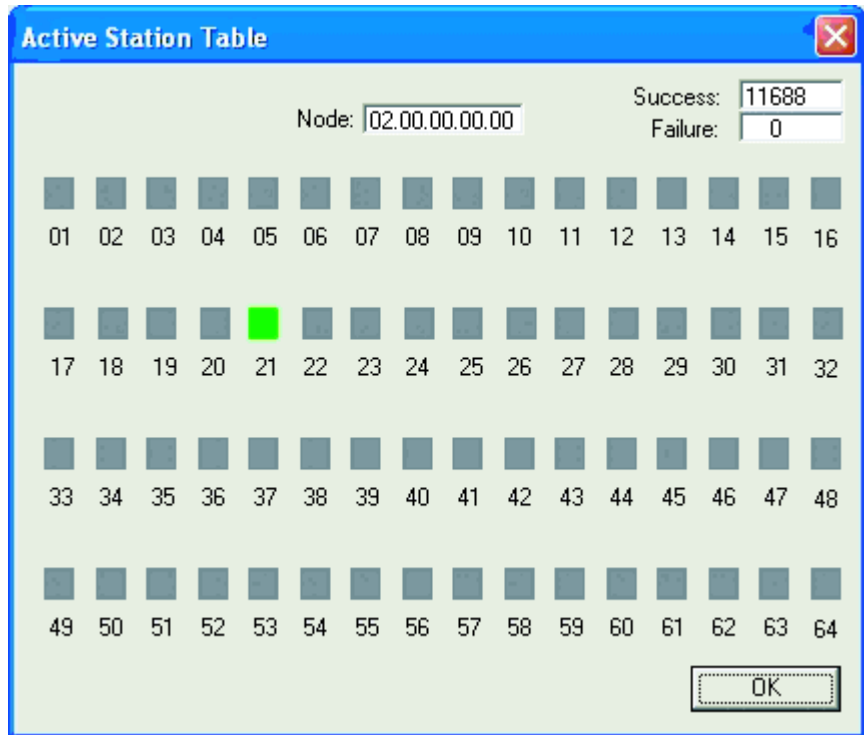 Active Station Table
Node: 02.00.00.00.00
Success: 11688
Failure: 0
01 02 03 04 05 06 07 08 09 10 11 12 13 14 15 16
17 18 19 20 21 22 23 24 25 26 27 28 29 30 31 32
33 34 35 36 37 38 39 40 41 42 43 44 45 46 47 48
49 50 51 52 53 54 55 56 57 58 59 60 61 62 63 64
OK